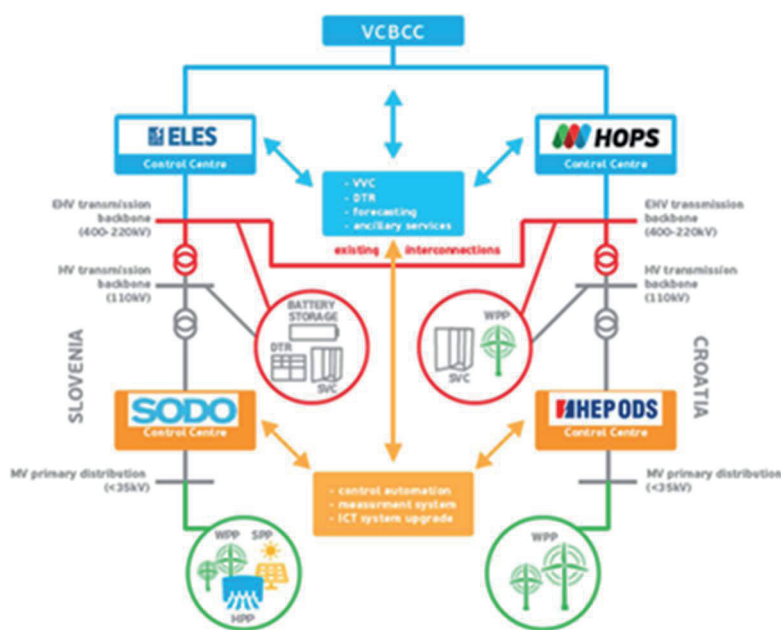 VCBCC
ELES
Control Centre
HOPS
Control Centre
- VVC
- DTR
- forecasting
- ancillary services
EHV transmission
backbone
(400-220kV)
EHV transmission
backbone
(400-220kV)
existing interconnections
HV transmission
backbone
(110kV)
HV transmission
backbone
(110kV)
BATTERY
STORAGE
DTR
SVC
WPP
SVC
SLOVENIA
CROATIA
SODO
Control Centre
HEP ODS
Control Centre
MV primary distribution
(<35kV)
MV primary distribution
(<35kV)
- control automation
- measurment system
- ICT system upgrade
WPP SPP
HPP
WPP